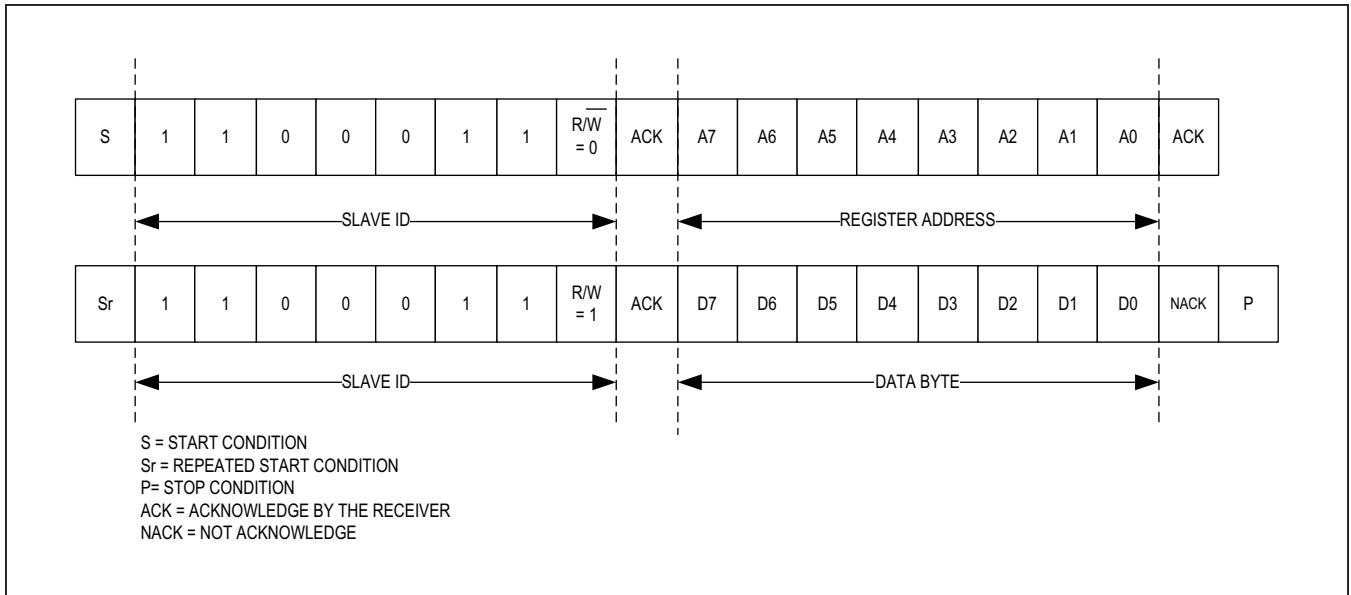 S 1 1 0 0 0 1 1 R/W̅ = 0 ACK A7 A6 A5 A4 A3 A2 A1 A0 ACK
SLAVE ID REGISTER ADDRESS
Sr 1 1 0 0 0 1 1 R/W = 1 ACK D7 D6 D5 D4 D3 D2 D1 D0 NACK P
SLAVE ID DATA BYTE
S = START CONDITION
Sr = REPEATED START CONDITION
P= STOP CONDITION
ACK = ACKNOWLEDGE BY THE RECEIVER
NACK = NOT ACKNOWLEDGE